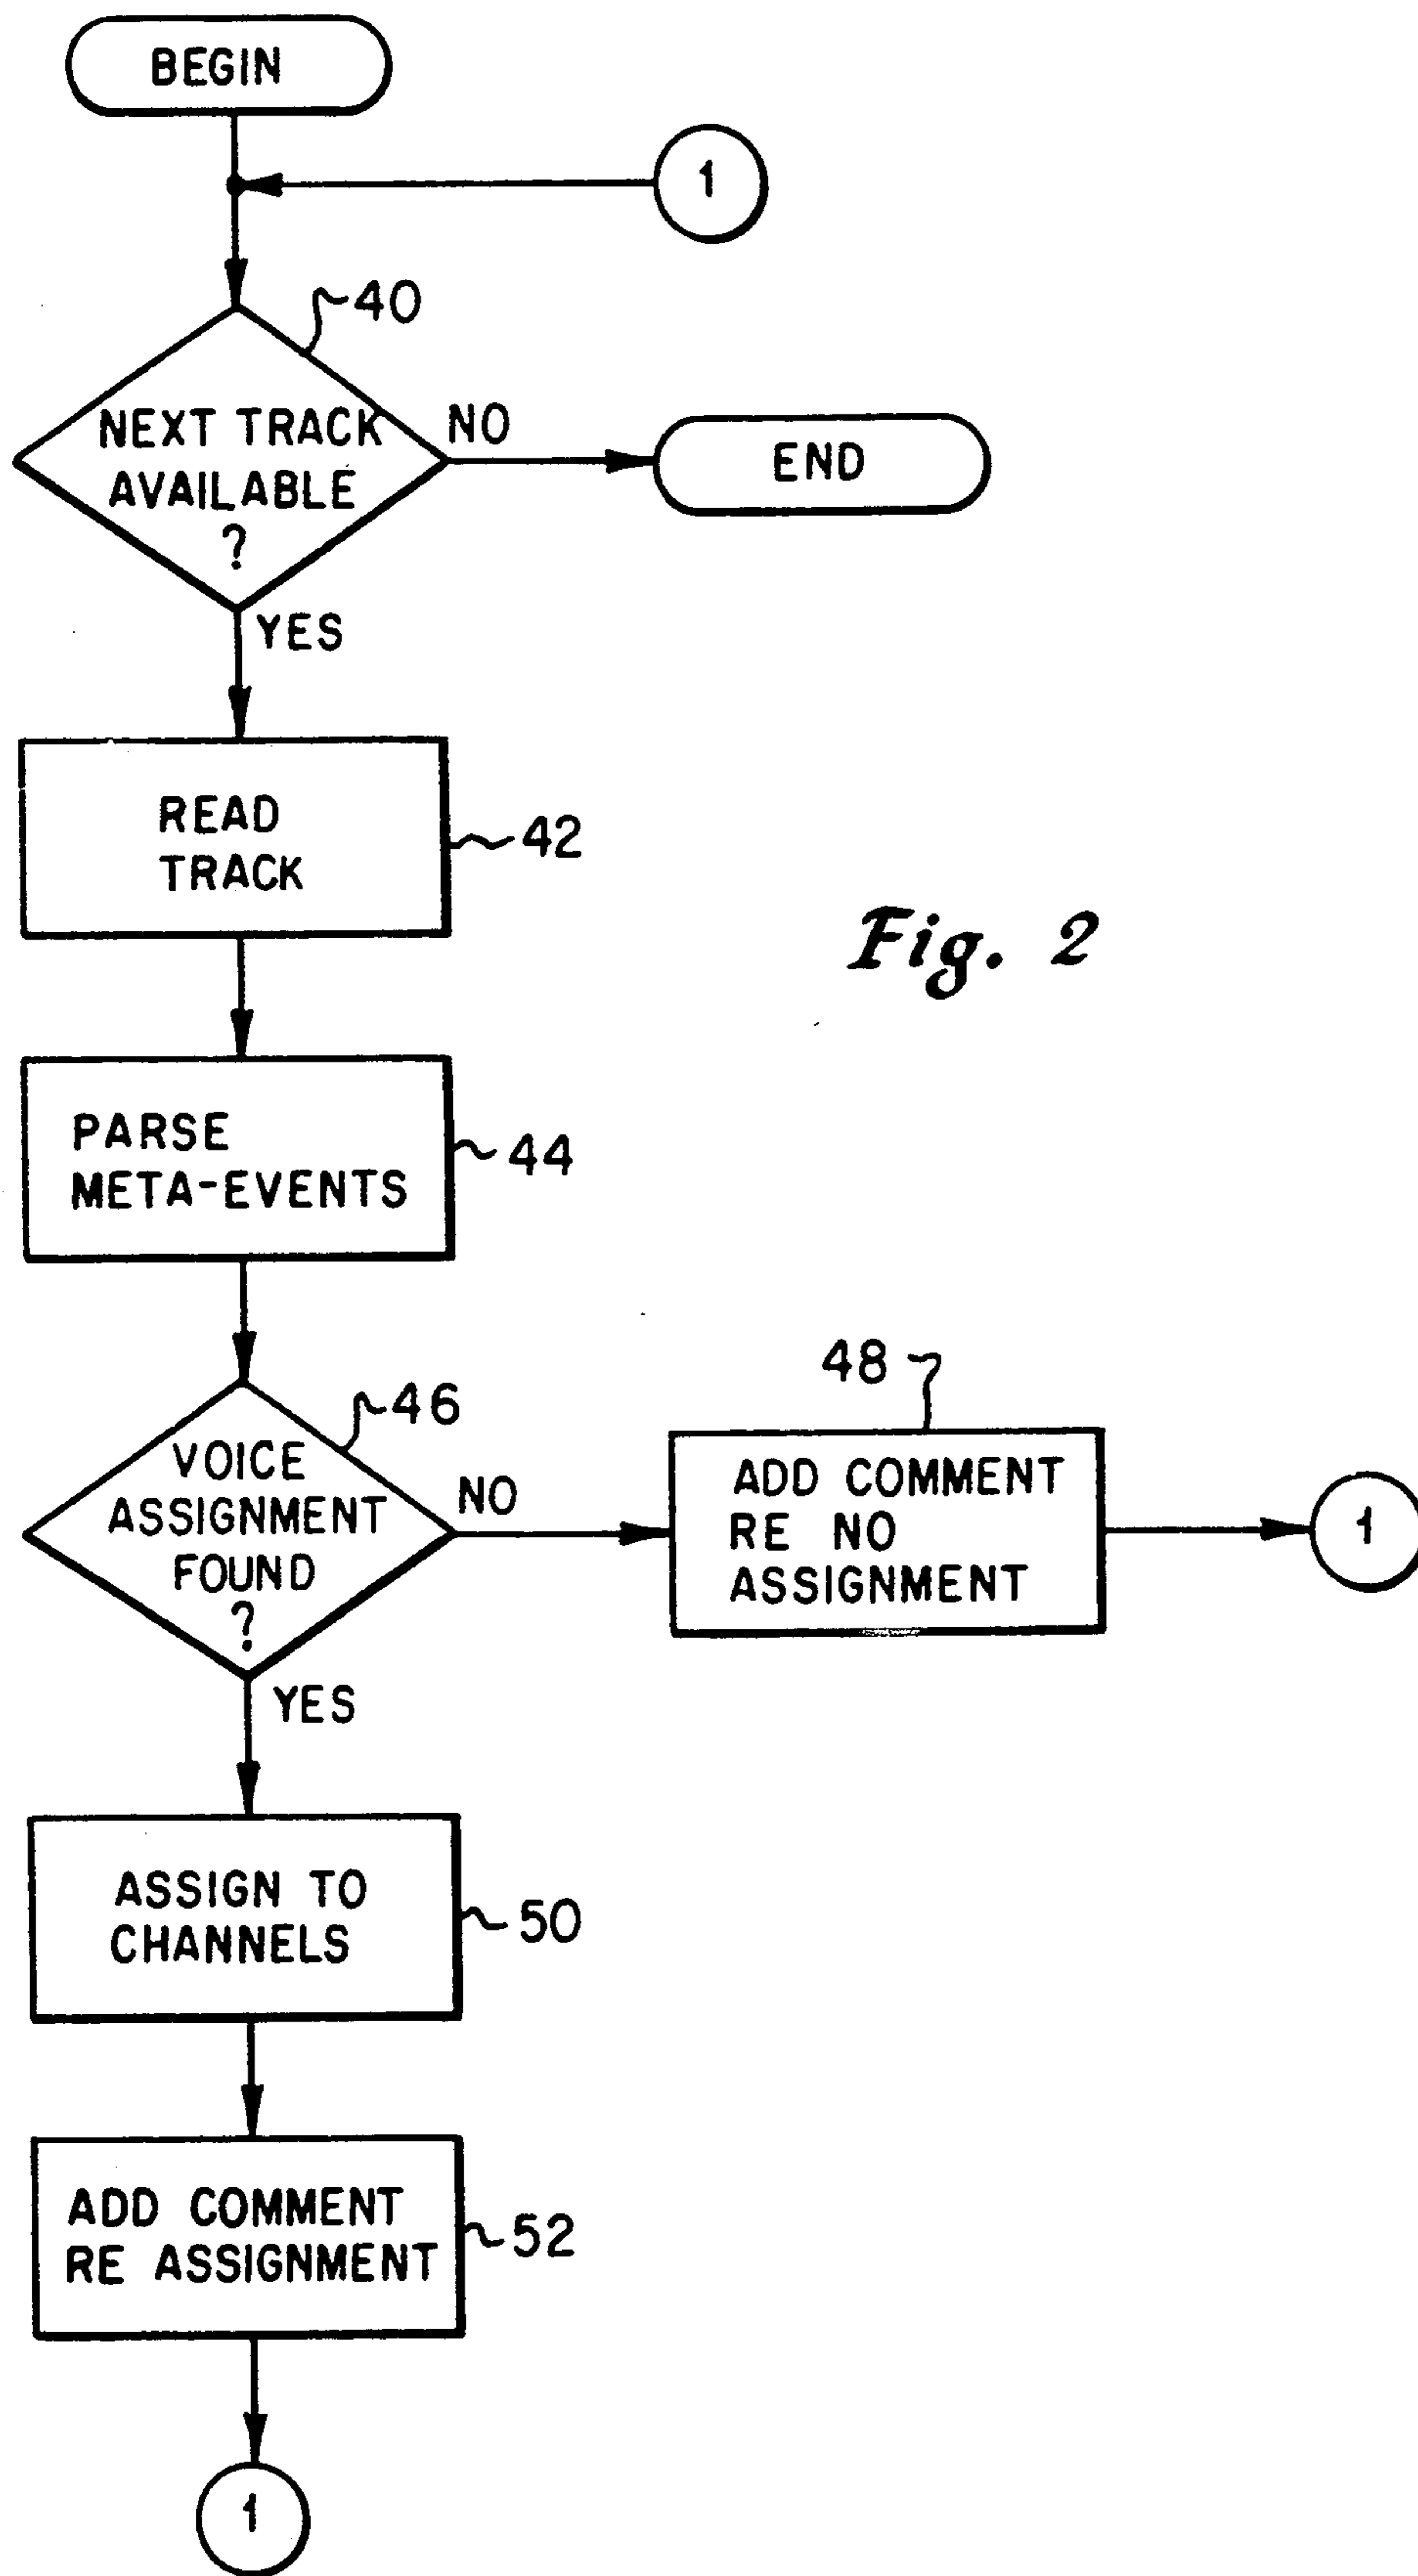 BEGIN
1
40
NEXT TRACK
AVAILABLE
?
NO
END
YES
READ
TRACK
42
Fig. 2
PARSE
META-EVENTS
44
46
VOICE
ASSIGNMENT
FOUND
?
NO
48
ADD COMMENT
RE NO
ASSIGNMENT
1
YES
ASSIGN TO
CHANNELS
50
ADD COMMENT
RE ASSIGNMENT
52
1